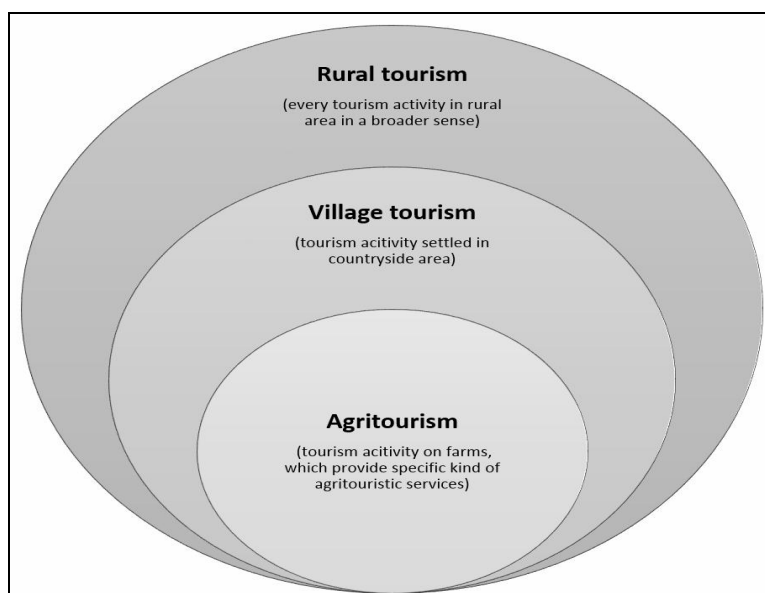 Rural tourism
(every tourism activity in rural
area in a broader sense)
Village tourism
(tourism acitivity settled in
countryside area)
Agritourism
(tourism acitivity on farms,
which provide specific kind of
agritouristic services)